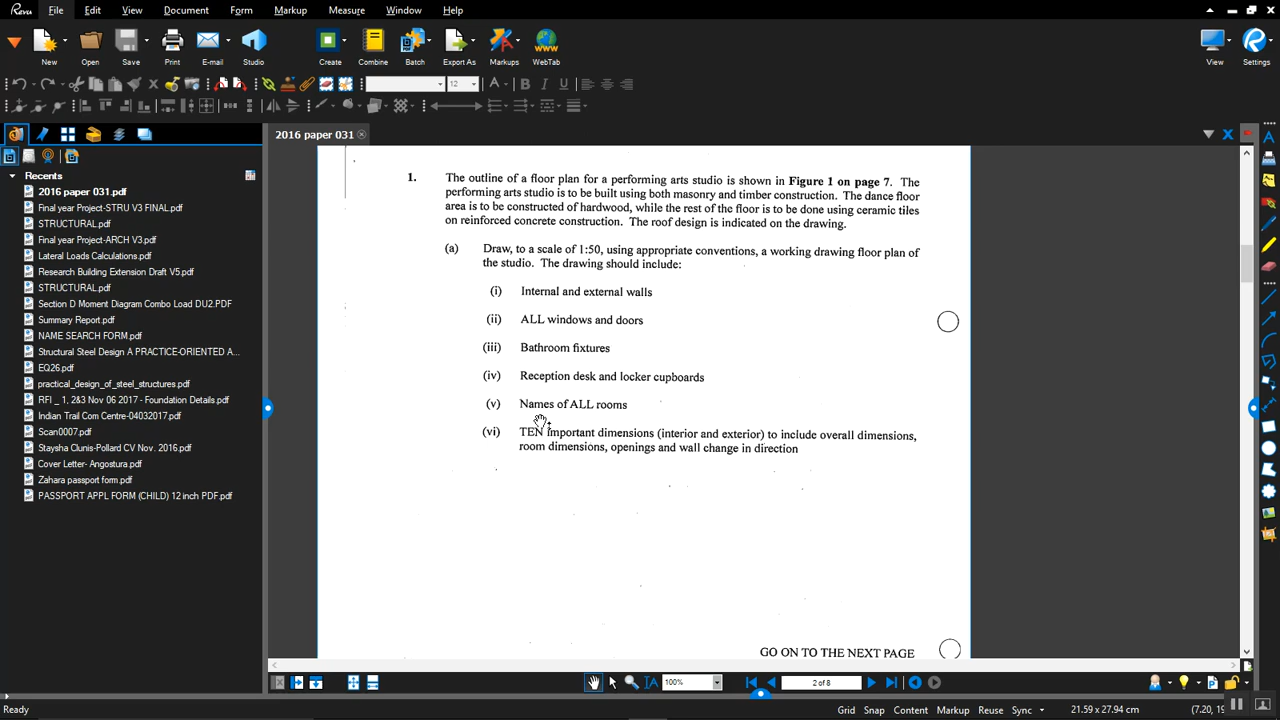 Revu File Edit View Document Form Markup Measure Window Help
New Open Save Print E-mail Studio Create Combine Batch Export As Markups WebTab View Settings
12
2016 paper 031
Recents
2016 paper 031.pdf
Final year Project-STRU V3 FINAL.pdf
STRUCTURAL.pdf
Final year Project-ARCH V3.pdf
Lateral Loads Calculations.pdf
Research Building Extension Draft V5.pdf
STRUCTURAL.pdf
Section D Moment Diagram Combo Load DU2.PDF
Summary Report.pdf
NAME SEARCH FORM.pdf
Structural Steel Design A PRACTICE-ORIENTED A...
EQ26.pdf
practical_design_of_steel_structures.pdf
RFI _ 1, 2&3 Nov 06 2017 - Foundation Details.pdf
Indian Trail Com Centre-04032017.pdf
Scan0007.pdf
Staysha Clunis-Pollard CV Nov. 2016.pdf
Cover Letter- Angostura.pdf
Zahara passport form.pdf
PASSPORT APPL FORM (CHILD) 12 inch PDF.pdf
1. The outline of a floor plan for a performing arts studio is shown in Figure 1 on page 7. The
performing arts studio is to be built using both masonry and timber construction. The dance floor
area is to be constructed of hardwood, while the rest of the floor is to be done using ceramic tiles
on reinforced concrete construction. The roof design is indicated on the drawing.
(a) Draw, to a scale of 1:50, using appropriate conventions, a working drawing floor plan of
the studio. The drawing should include:
(i) Internal and external walls
(ii) ALL windows and doors
(iii) Bathroom fixtures
(iv) Reception desk and locker cupboards
(v) Names of ALL rooms
(vi) TEN important dimensions (interior and exterior) to include overall dimensions,
room dimensions, openings and wall change in direction
GO ON TO THE NEXT PAGE
100% 2 of 8
Ready Grid Snap Content Markup Reuse Sync 21.59 x 27.94 cm